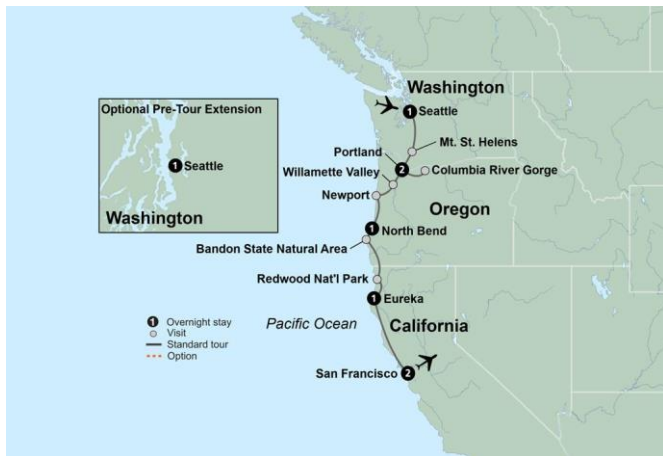 Optional Pre-Tour Extension
1 Seattle
Washington
Washington
1 Seattle
Mt. St. Helens
Portland
2
Willamette Valley
Columbia River Gorge
Newport
Oregon
1 North Bend
Bandon State Natural Area
Redwood Nat'l Park
1 Eureka
Pacific Ocean
California
1 Overnight stay
Visit
Standard tour
Option
San Francisco 2